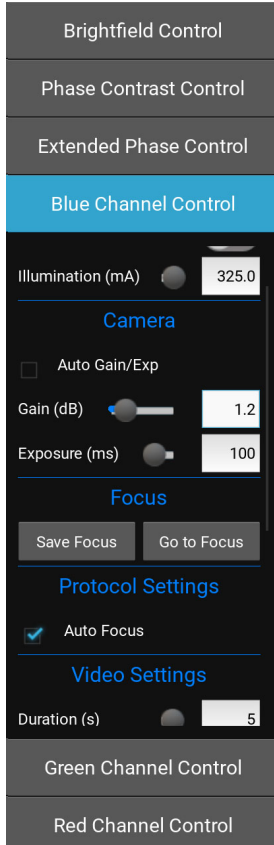 Brightfield Control
Phase Contrast Control
Extended Phase Control
Blue Channel Control
Illumination (mA) 325.0
Camera
Auto Gain/Exp
Gain (dB) 1.2
Exposure (ms) 100
Focus
Save Focus Go to Focus
Protocol Settings
Auto Focus
Video Settings
Duration (s) 5
Green Channel Control
Red Channel Control